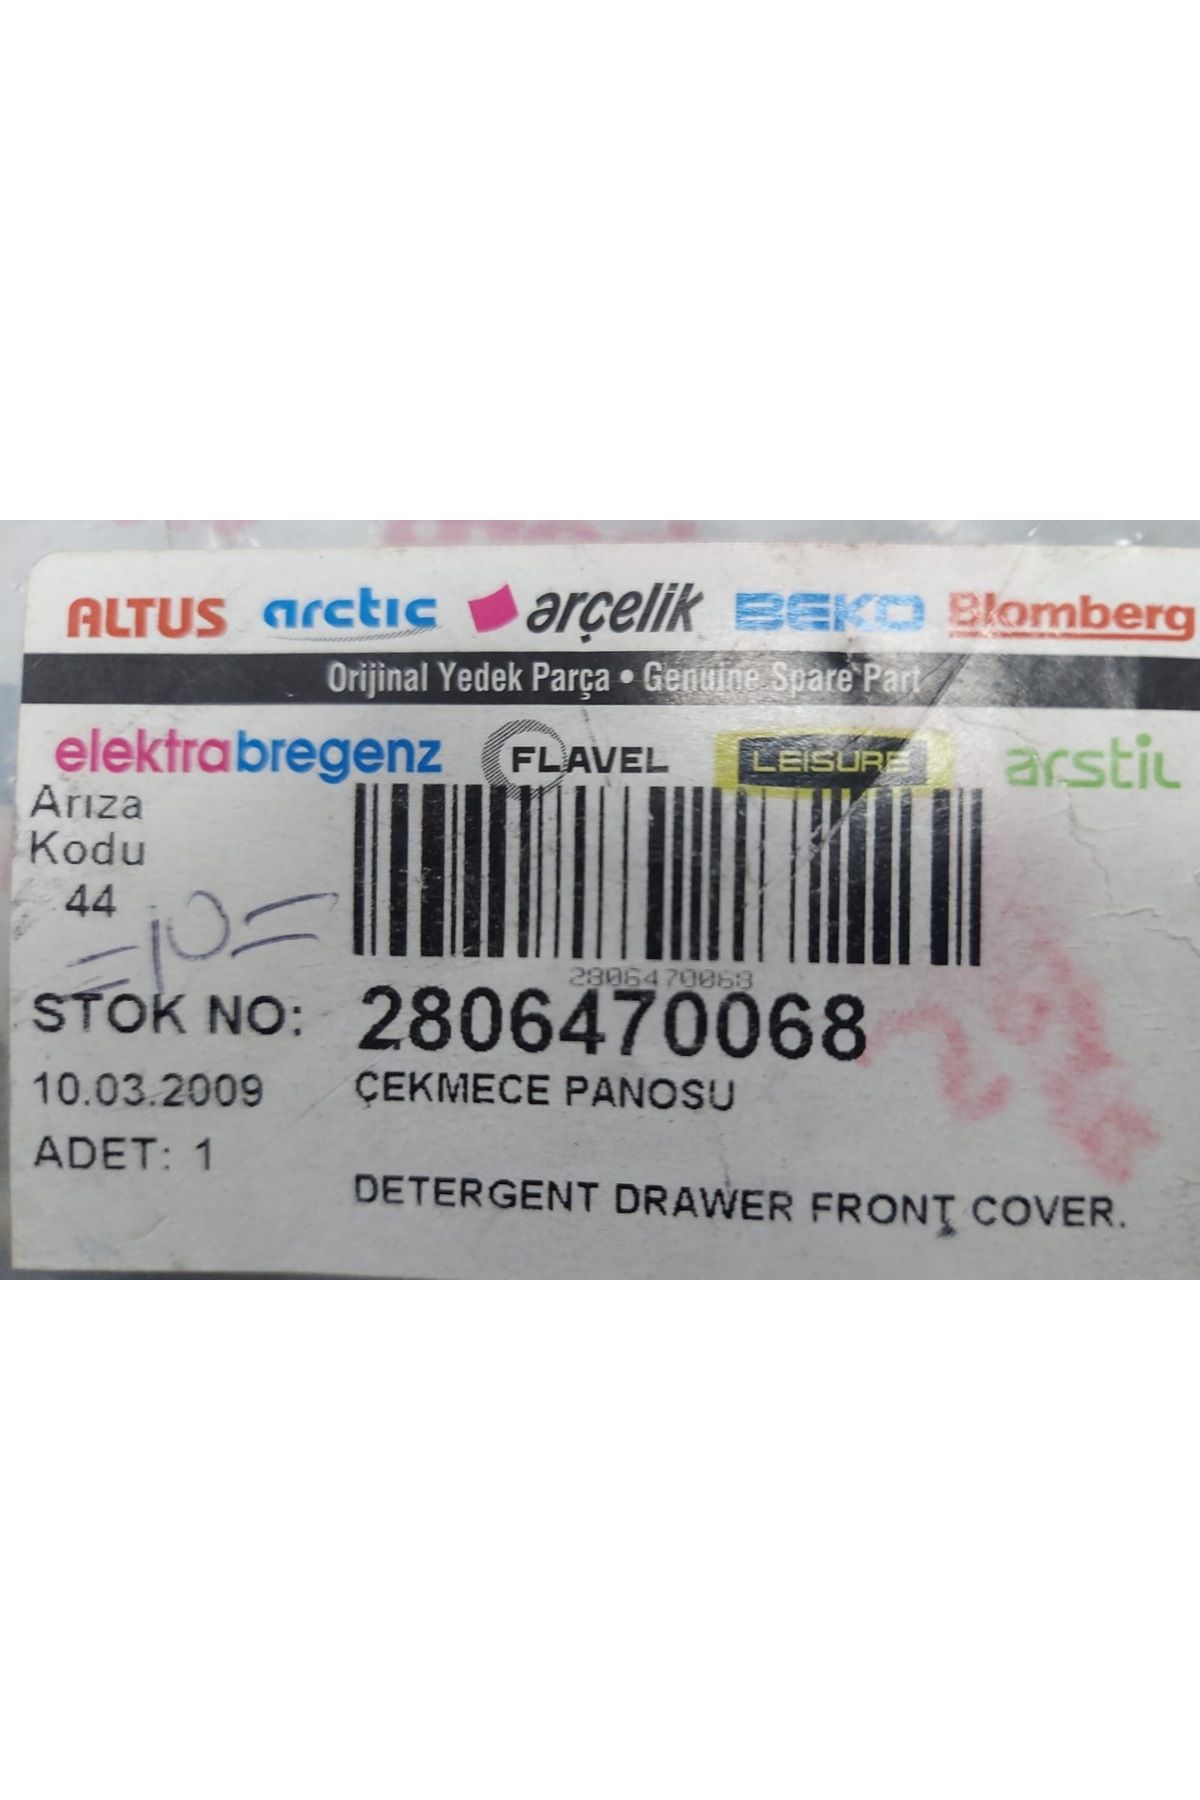 ALTUS arctic arçelik BEKO Blomberg
Orijinal Yedek Parça • Genuine Spare Part
elektrabregenz FLAVEL LEISURE arstil
Arıza
Kodu
44
=10=
2806470068
STOK NO: 2806470068
10.03.2009 ÇEKMECE PANOSU
ADET: 1
DETERGENT DRAWER FRONT COVER.